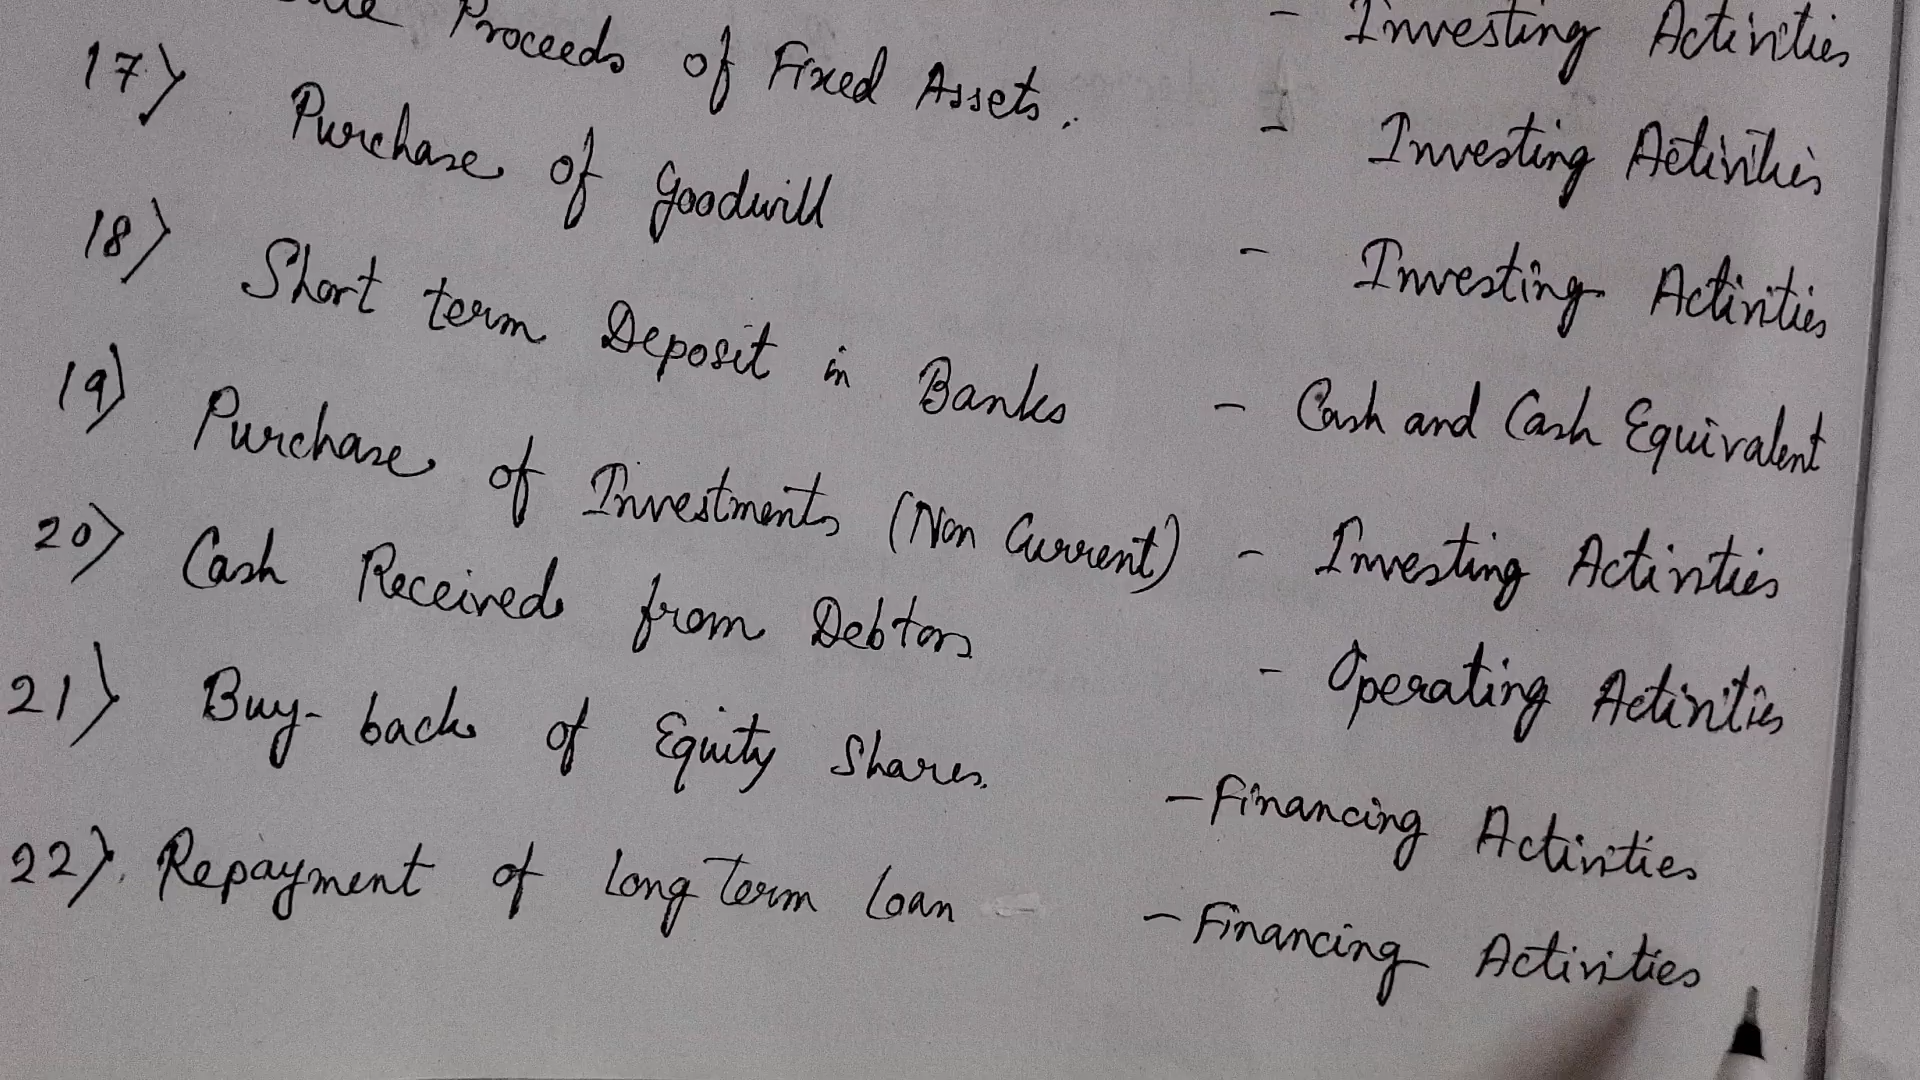 - Investing Activities
Proceeds of Fixed Assets. - Investing Activities
17) Purchase of Goodwill - Investing Activities
18) Short term Deposit in Banks - Cash and Cash Equivalent
19) Purchase of Investments (Non Current) - Investing Activities
20) Cash Received from Debtors - Operating Activities
21) Buy-back of Equity Shares. - Financing Activities
22). Repayment of Long Term Loan - Financing Activities